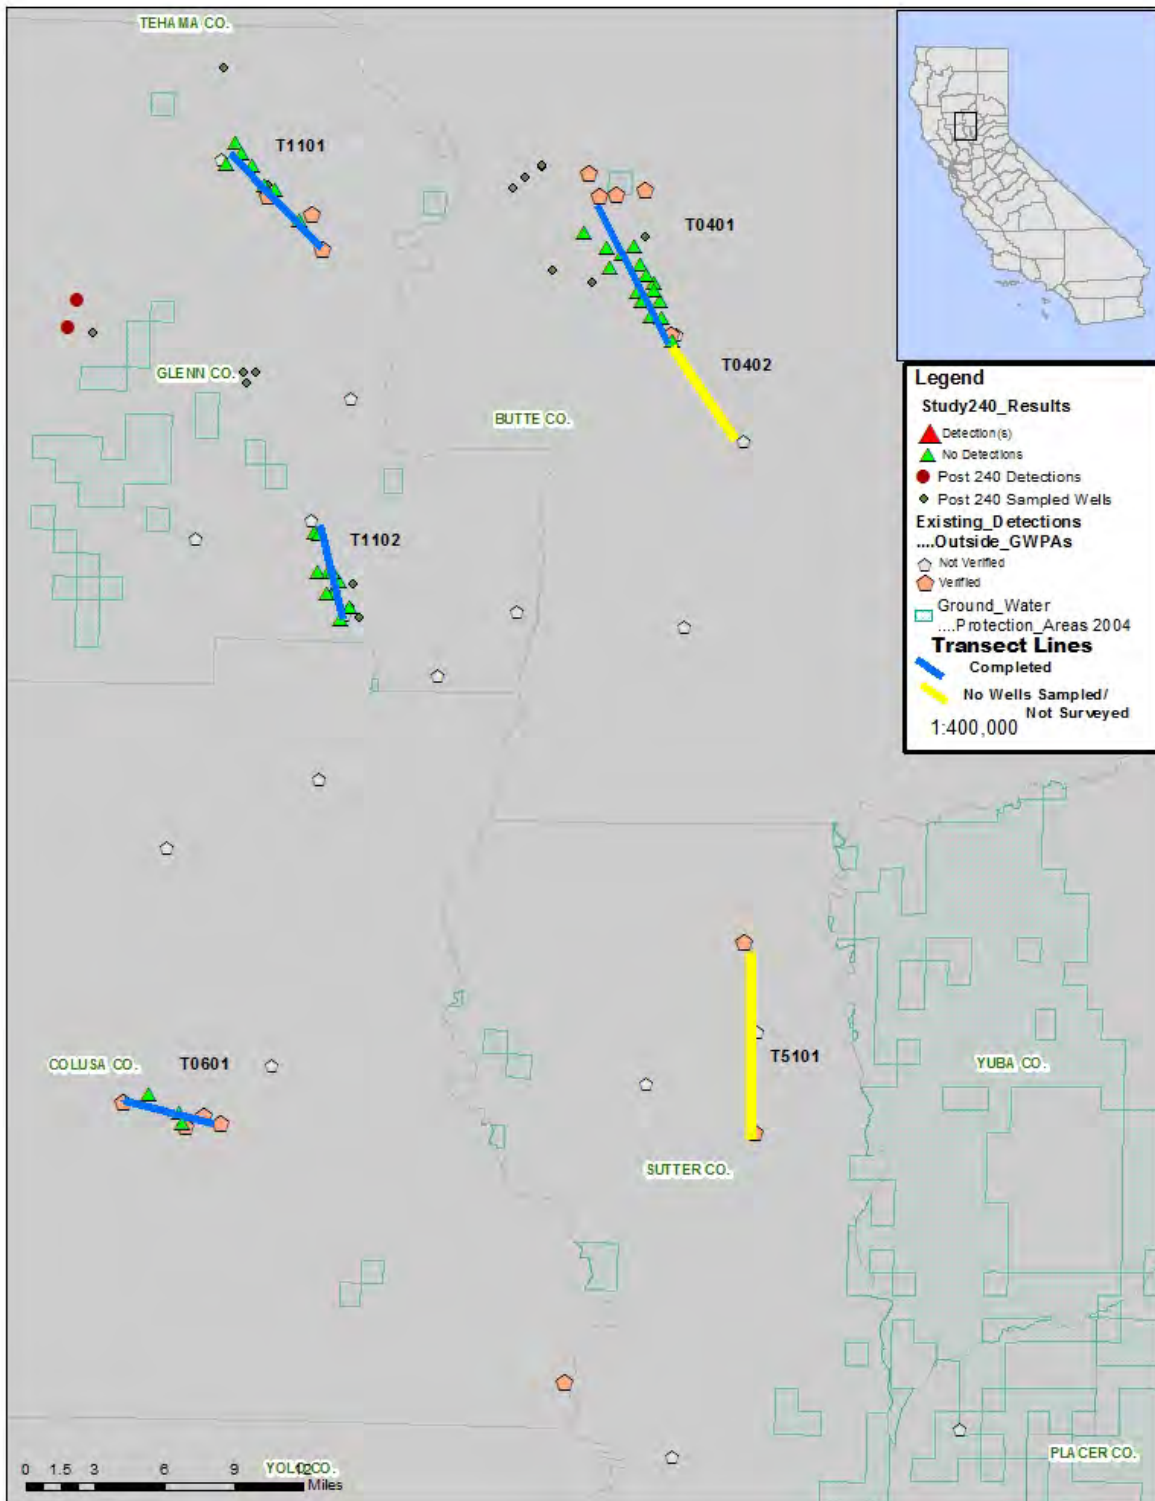 TEHAMA CO.
T1101
T0401
T0402
GLENN CO.
BUTTE CO.
T1102
COLUSA CO.
T0601
T5101
YUBA CO.
SUTTER CO.
PLACER CO.
YOLO CO.
0 1.5 3 6 9 12
Miles
Legend
Study240_Results
Detection(s)
No Detections
Post 240 Detections
Post 240 Sampled Wells
Existing_Detections
....Outside_GWPAs
Not Verified
Verified
Ground_Water
....Protection_Areas 2004
Transect Lines
Completed
No Wells Sampled/
Not Surveyed
1:400,000